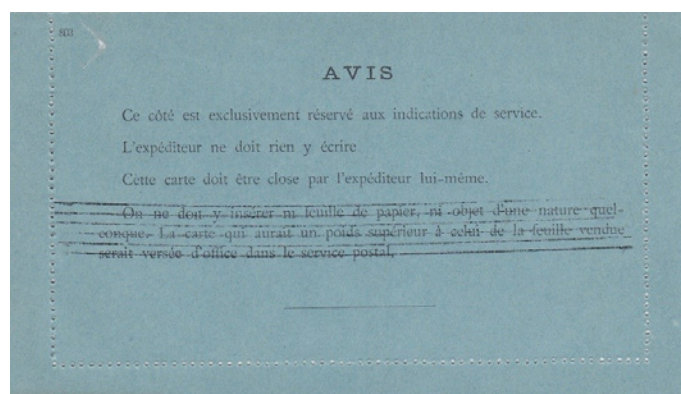 803
AVIS
Ce côté est exclusivement réservé aux indications de service.
L'expéditeur ne doit rien y écrire
Cette carte doit être close par l'expéditeur lui-même.
On ne doit y insérer ni feuille de papier, ni objet d'une nature quel-
conque. La carte qui aurait un poids supérieur à celui de la feuille vendue
serait versée d'office dans le service postal.